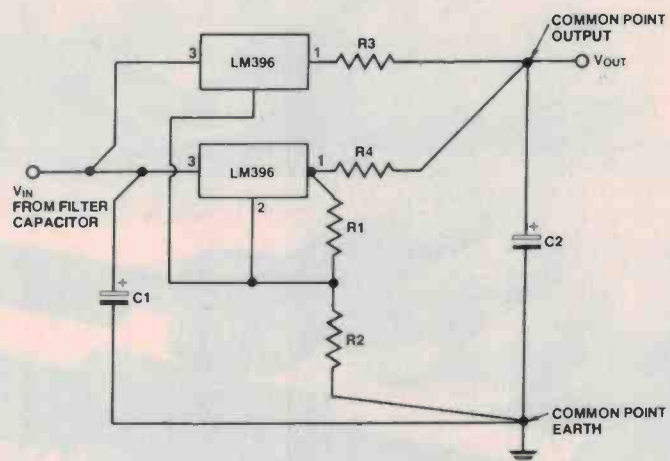 COMMON POINT
OUTPUT
3
LM396
1
R3
VOUT
3
LM396
1
R4
VIN
FROM FILTER
CAPACITOR
2
R1
+
C1
+
C2
R2
COMMON POINT
EARTH